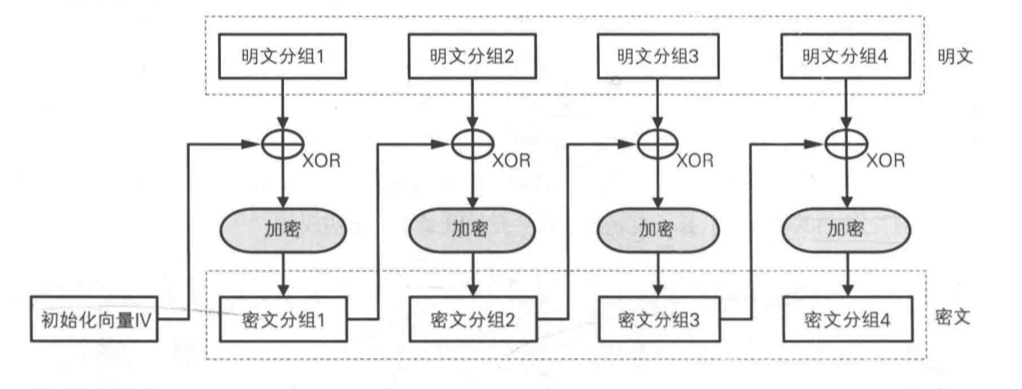 明文分组1 明文分组2 明文分组3 明文分组4 明文
XOR XOR XOR XOR
加密 加密 加密 加密
初始化向量IV 密文分组1 密文分组2 密文分组3 密文分组4 密文